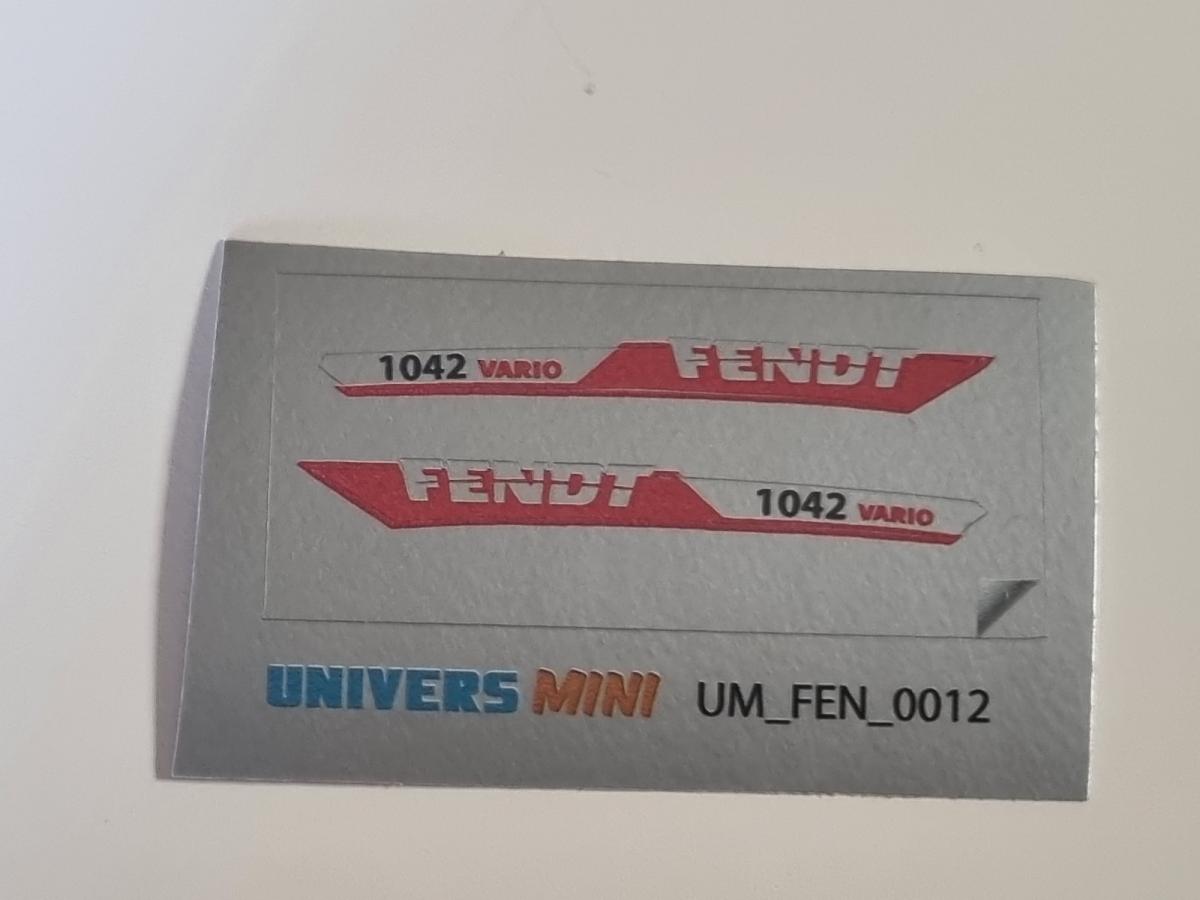 1042 VARIO FENDT
FENDT 1042 VARIO
UNIVERS MINI UM_FEN_0012